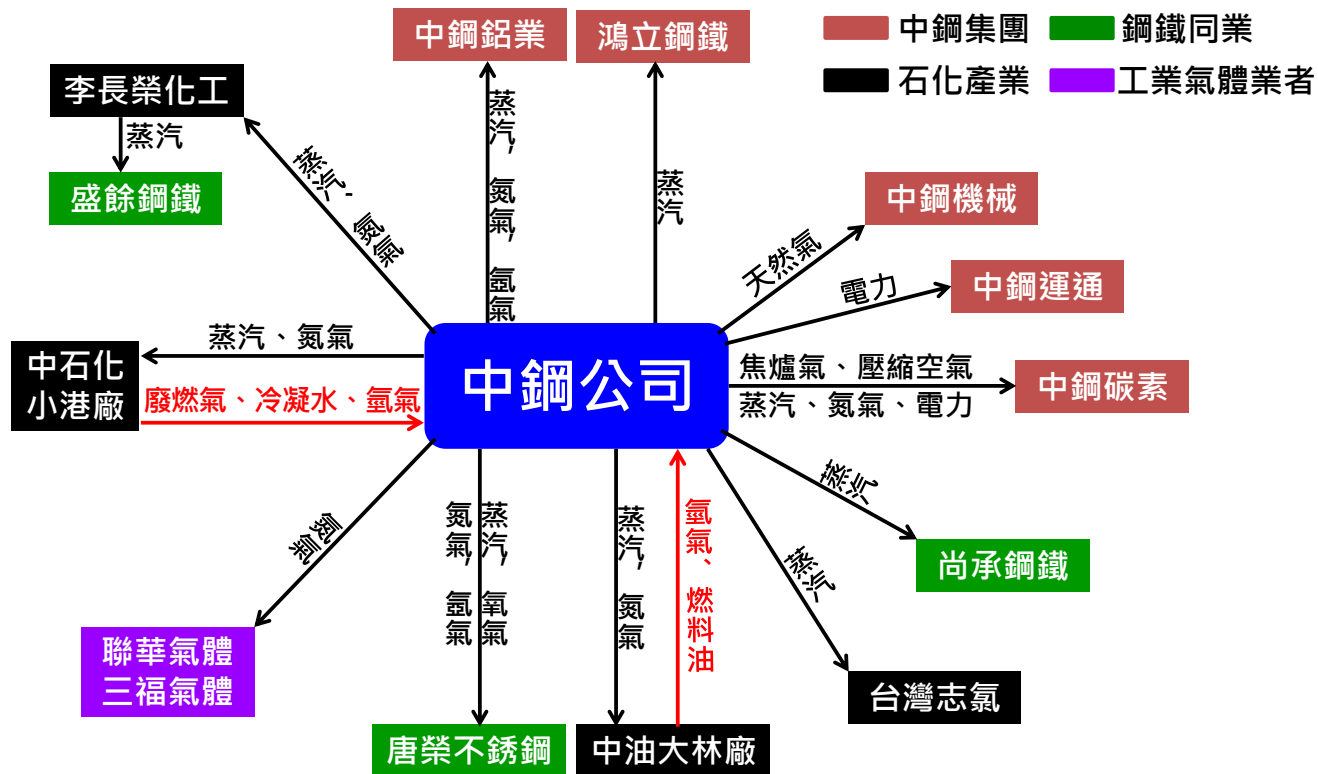 中鋼鋁業
鴻立鋼鐵
中鋼集團
鋼鐵同業
石化產業
工業氣體業者
李長榮化工
蒸汽
盛餘鋼鐵
蒸汽、氮氣
蒸汽, 氮氣, 氫氣
蒸汽
中鋼機械
天然氣
中鋼運通
電力
中鋼公司
蒸汽、氮氣
中石化
小港廠
廢燃氣、冷凝水、氫氣
焦爐氣、壓縮空氣
蒸汽、氮氣、電力
中鋼碳素
氮氣
聯華氣體
三福氣體
蒸汽, 氧氣
氮氣, 氫氣
唐榮不銹鋼
蒸汽, 氮氣
氫氣、燃料油
中油大林廠
蒸汽
尚承鋼鐵
蒸汽
台灣志氯